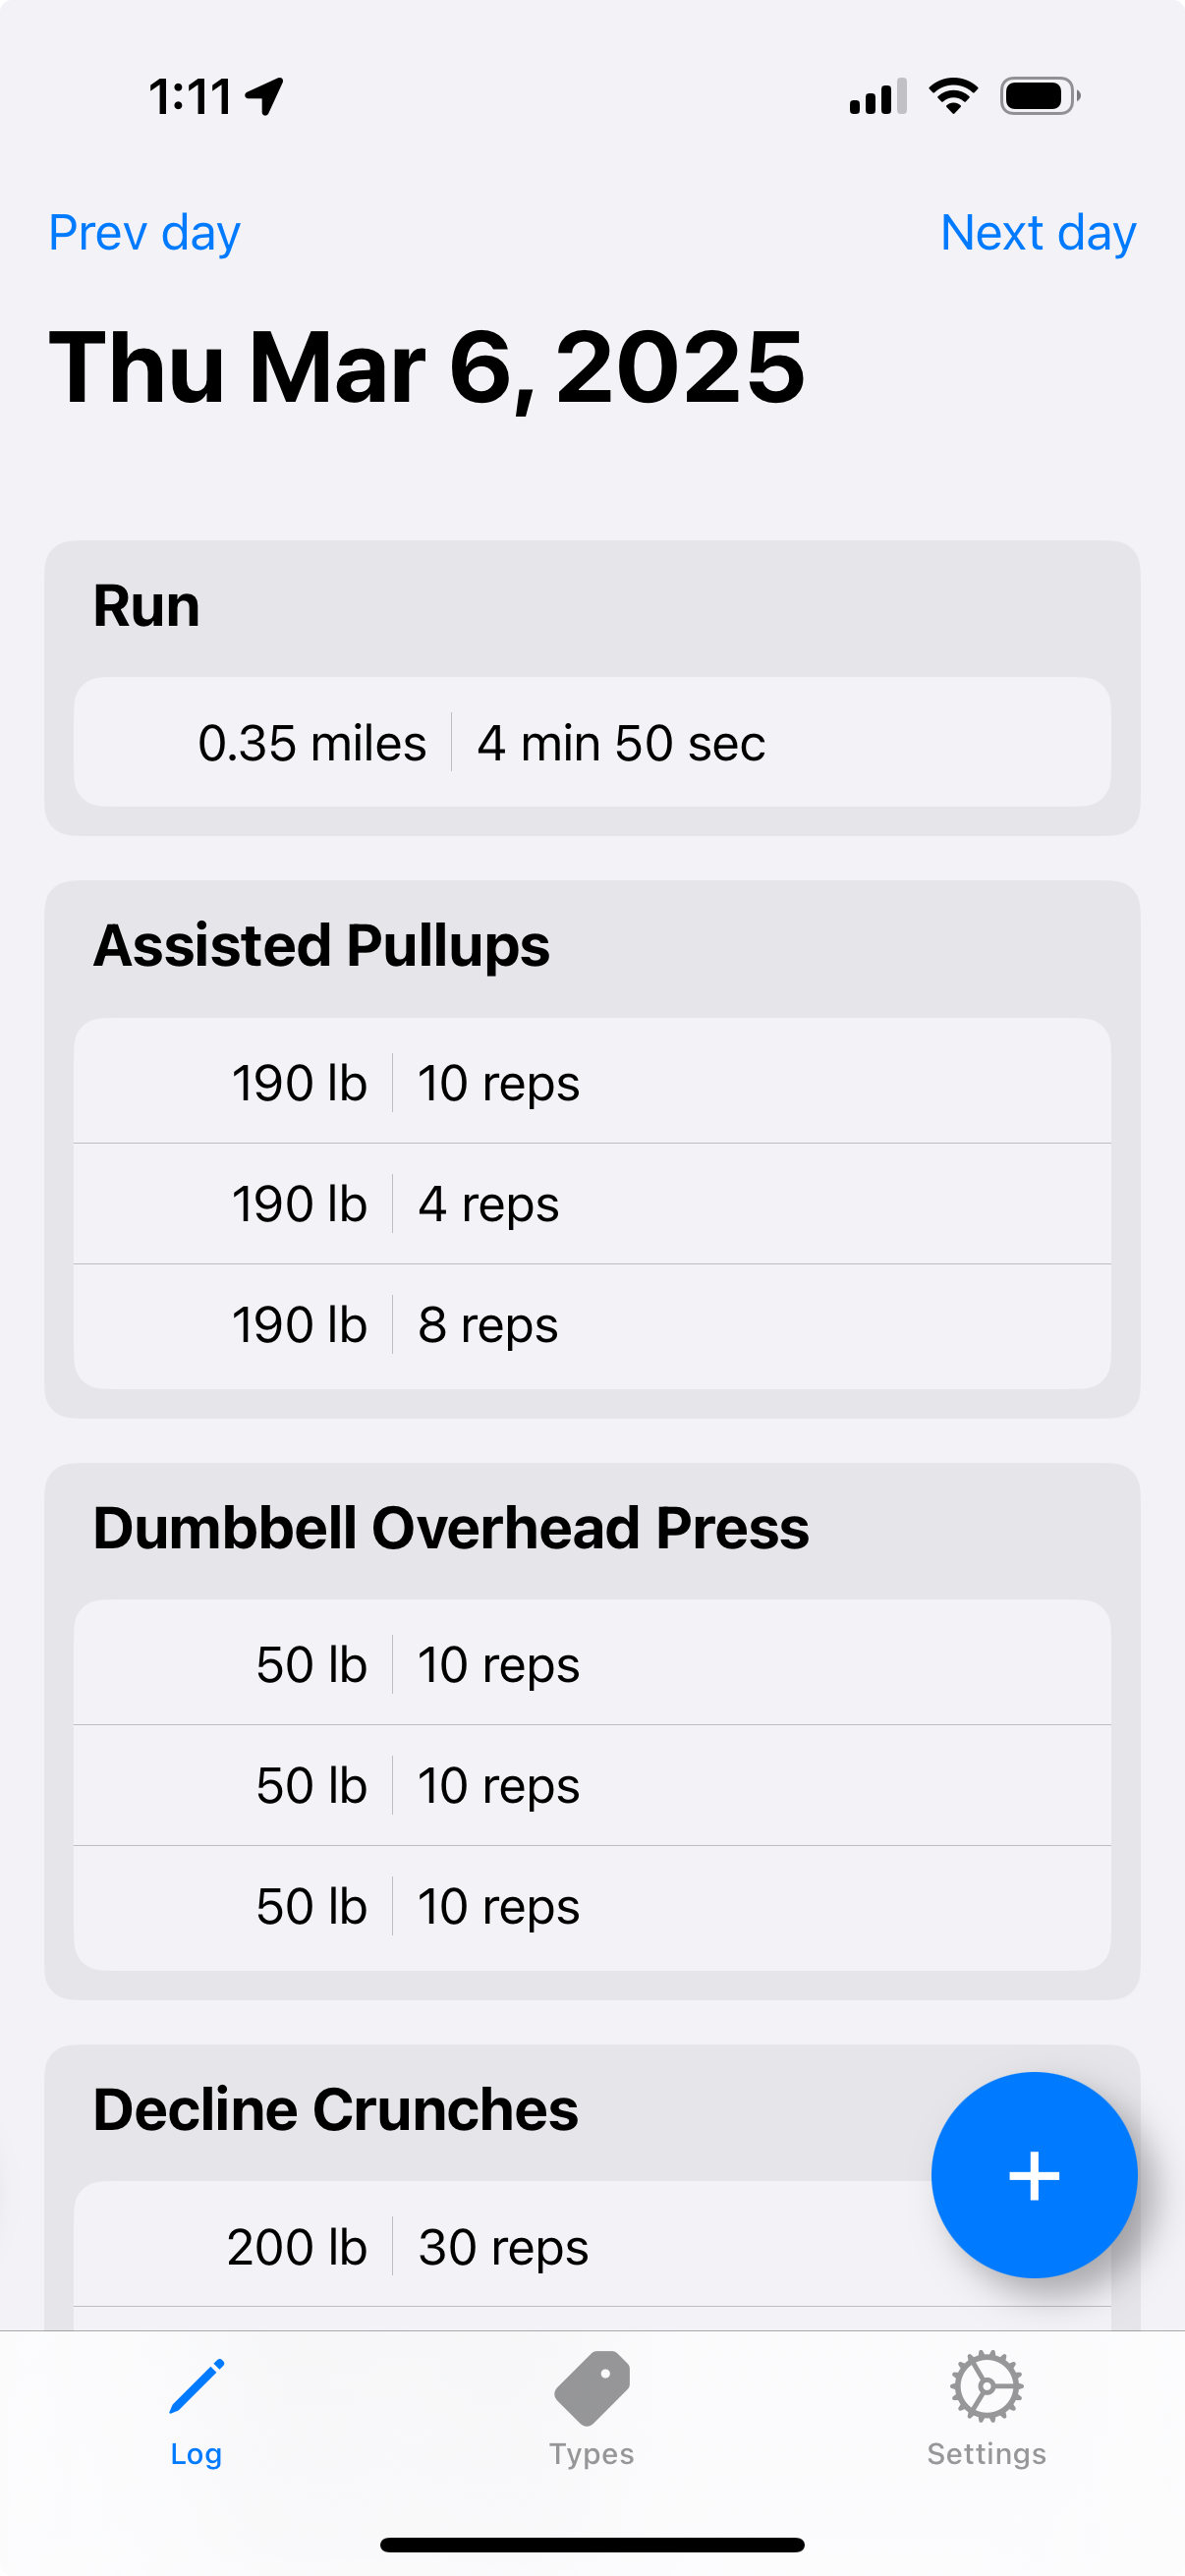 1:11
Prev day
Next day
Thu Mar 6, 2025
Run
0.35 miles 4 min 50 sec
Assisted Pullups
190 lb 10 reps
190 lb 4 reps
190 lb 8 reps
Dumbbell Overhead Press
50 lb 10 reps
50 lb 10 reps
50 lb 10 reps
Decline Crunches
200 lb 30 reps
+
Log
Types
Settings